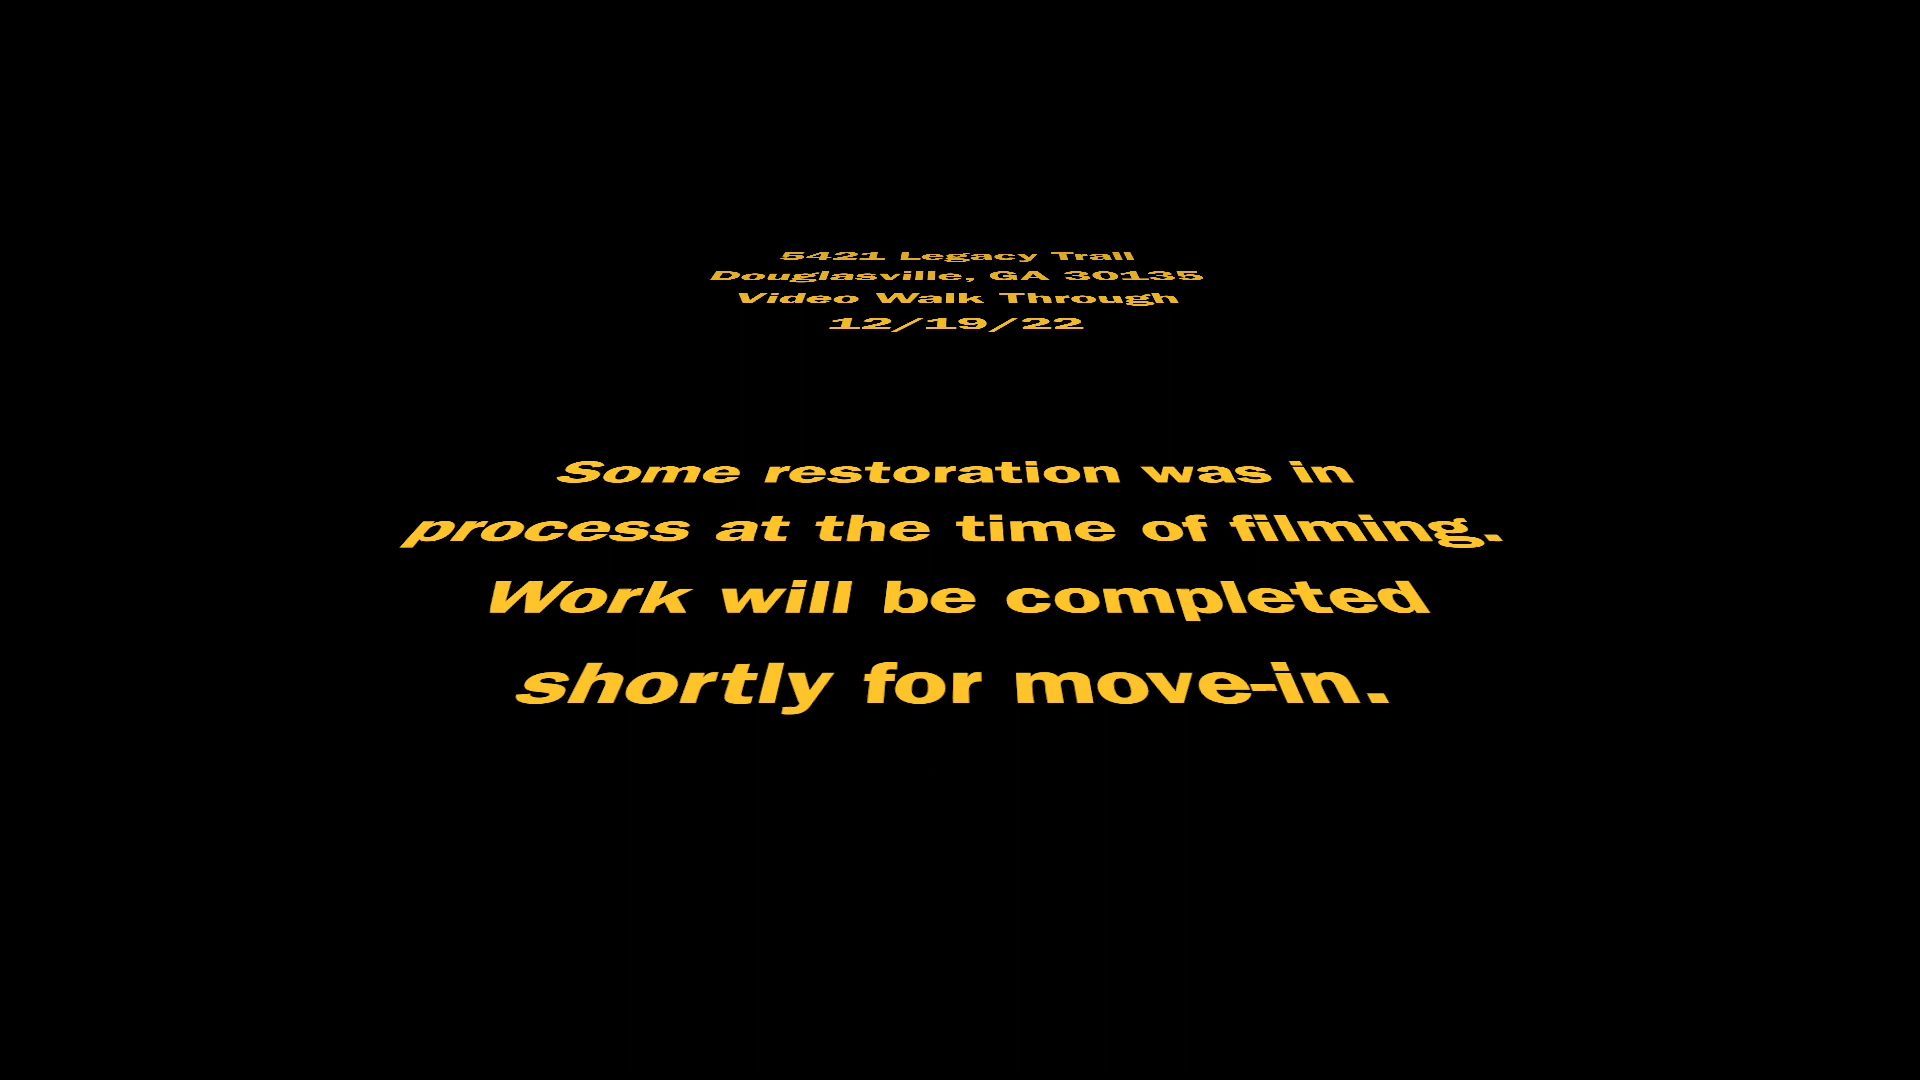 5421 Legacy Trail
Douglasville, GA 30135
Video Walk Through
12/19/22
Some restoration was in
process at the time of filming.
Work will be completed
shortly for move-in.